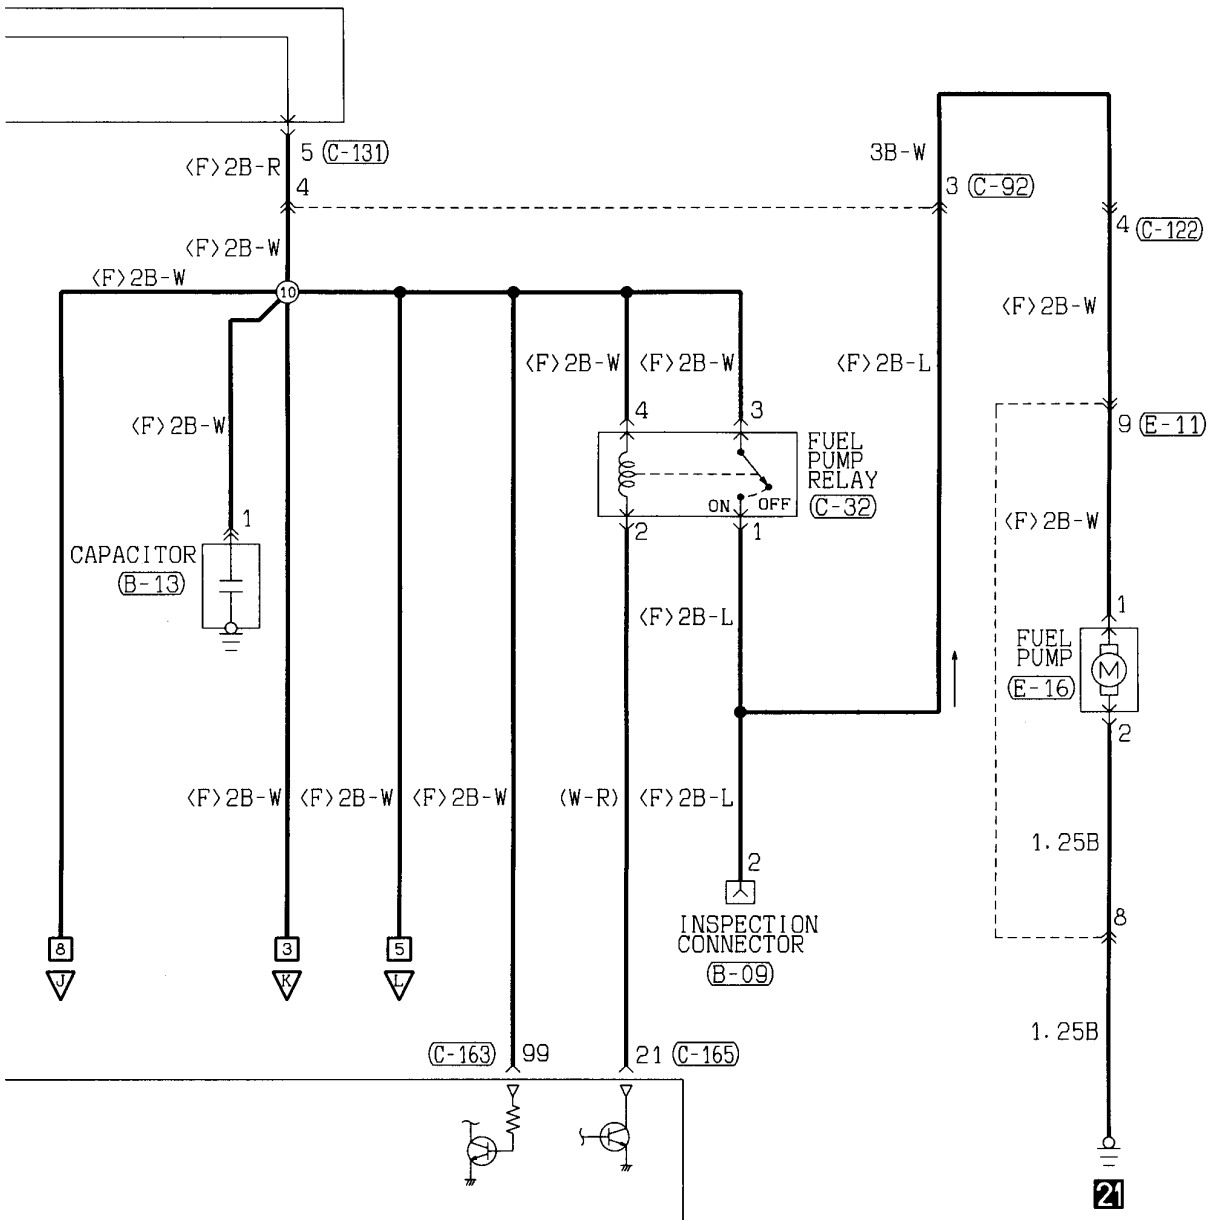 5 (C-131)
3B-W
<F>2B-R
4
3 (C-92)
4 (C-122)
<F>2B-W
<F>2B-W
10
<F>2B-W
<F>2B-W
<F>2B-W
<F>2B-L
<F>2B-W
4
3
9 (E-11)
FUEL
PUMP
RELAY
(C-32)
ON
OFF
1
2
1
<F>2B-W
CAPACITOR
(B-13)
1
<F>2B-L
FUEL
PUMP
(E-16)
M
2
<F>2B-W
<F>2B-W
<F>2B-W
(W-R)
<F>2B-L
1.25B
2
8
INSPECTION
CONNECTOR
(B-09)
8
3
5
J
K
L
1.25B
(C-163) 99
21 (C-165)
21